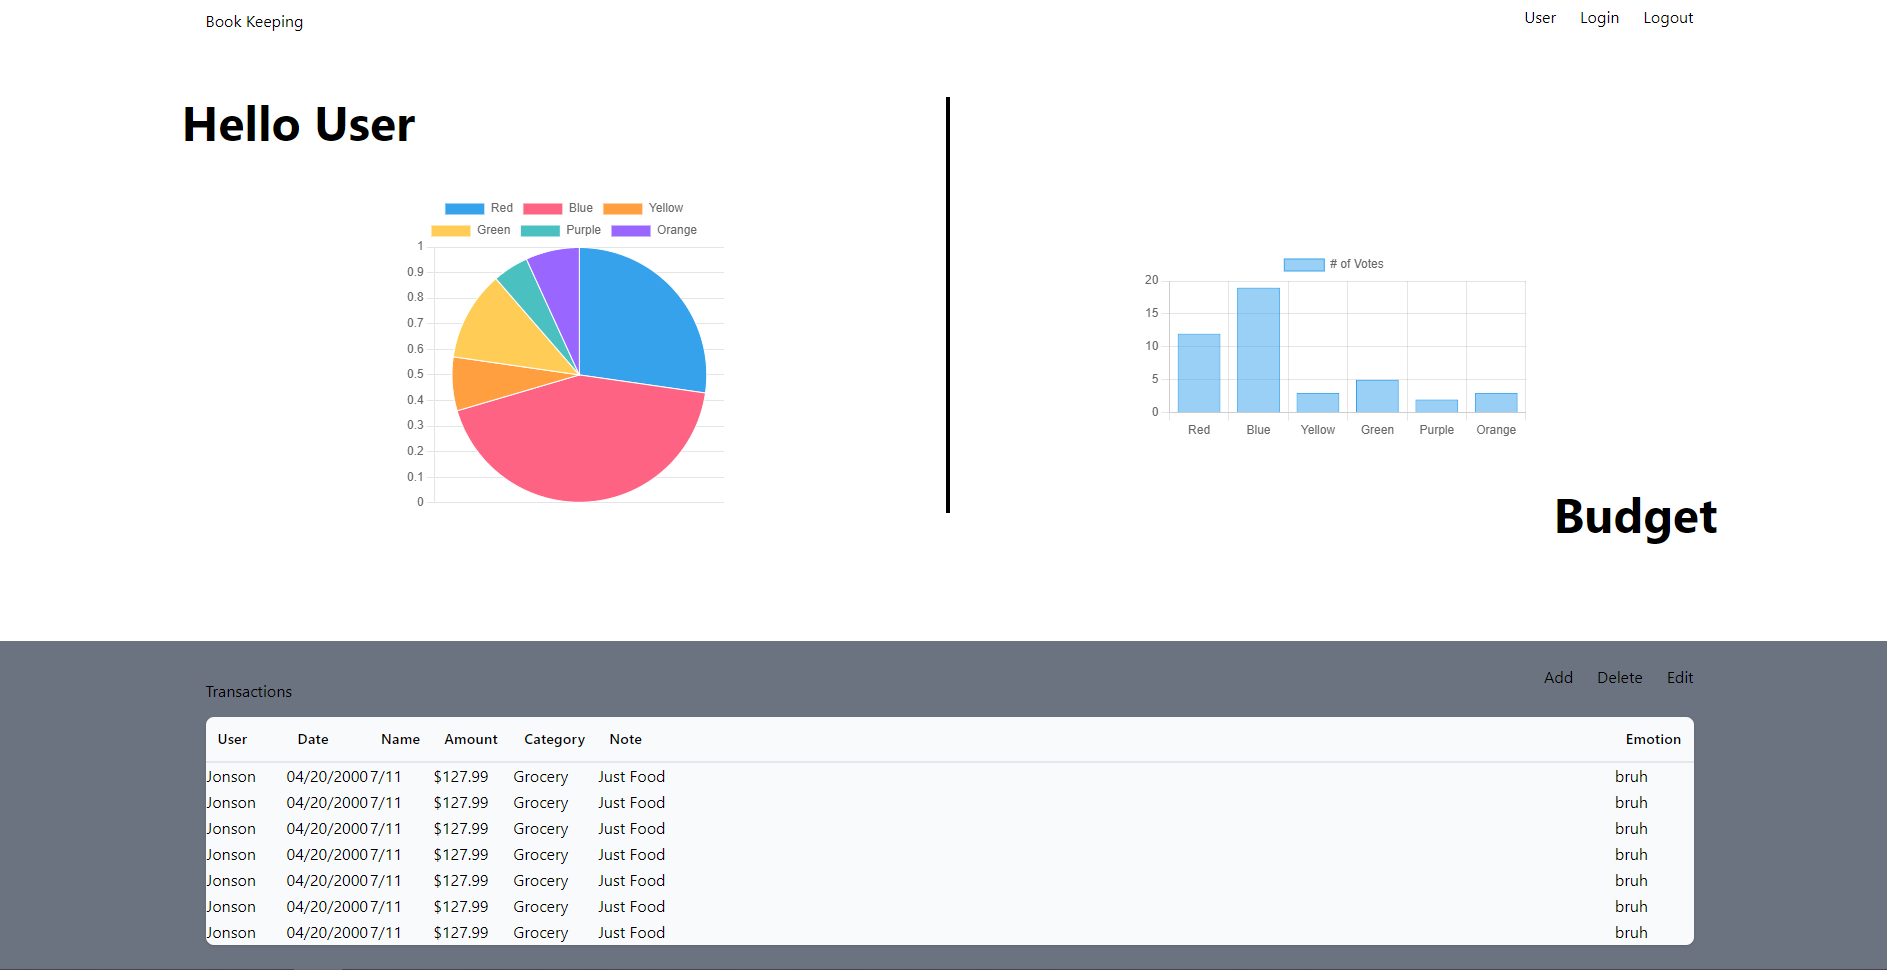 Book Keeping User Login Logout
Hello User
Red Blue Yellow
Green Purple Orange
1
0.9
0.8
0.7
0.6
0.5
0.4
0.3
0.2
0.1
0
# of Votes
20
15
10
5
0
Red Blue Yellow Green Purple Orange
Budget
Transactions Add Delete Edit
User Date Name Amount Category Note Emotion
Jonson 04/20/2000 7/11 $127.99 Grocery Just Food bruh
Jonson 04/20/2000 7/11 $127.99 Grocery Just Food bruh
Jonson 04/20/2000 7/11 $127.99 Grocery Just Food bruh
Jonson 04/20/2000 7/11 $127.99 Grocery Just Food bruh
Jonson 04/20/2000 7/11 $127.99 Grocery Just Food bruh
Jonson 04/20/2000 7/11 $127.99 Grocery Just Food bruh
Jonson 04/20/2000 7/11 $127.99 Grocery Just Food bruh